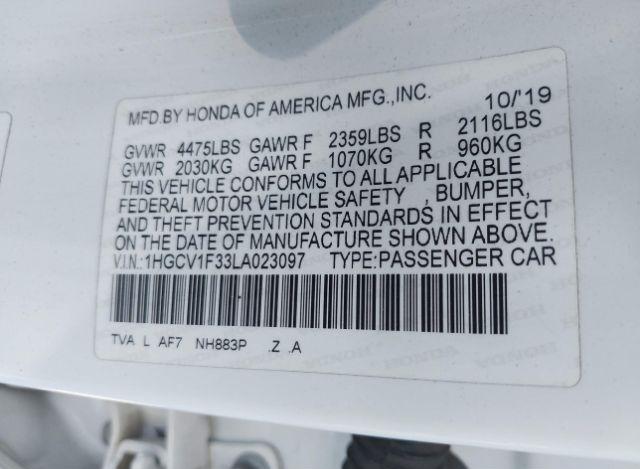 MFD.BY HONDA OF AMERICA MFG.,INC. 10/'19
GVWR 4475LBS GAWR F 2359LBS R 2116LBS
GVWR 2030KG GAWR F 1070KG R 960KG
THIS VEHICLE CONFORMS TO ALL APPLICABLE
FEDERAL MOTOR VEHICLE SAFETY , BUMPER,
AND THEFT PREVENTION STANDARDS IN EFFECT
ON THE DATE OF MANUFACTURE SHOWN ABOVE.
V.I.N.:1HGCV1F33LA023097 TYPE:PASSENGER CAR
TVA L AF7 NH883P .Z .A